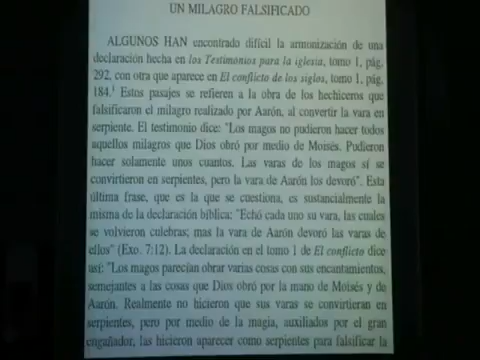 UN MILAGRO FALSIFICADO
ALGUNOS HAN encontrado difícil la armonización de una
declaración hecha en los Testimonios para la iglesia, tomo 1, pág.
292, con otra que aparece en El conflicto de los siglos, tomo 1, pág.
184.¹ Estos pasajes se refieren a la obra de los hechiceros que
falsificaron el milagro realizado por Aarón, al convertir la vara en
serpiente. El testimonio dice: "Los magos no pudieron hacer todos
aquellos milagros que Dios obró por medio de Moisés. Pudieron
hacer solamente unos cuantos. Las varas de los magos sí se
convirtieron en serpientes, pero la vara de Aarón los devoró". Esta
última frase, que es la que se cuestiona, es sustancialmente la
misma de la declaración bíblica: "Echó cada uno su vara, las cuales
se volvieron culebras; mas la vara de Aarón devoró las varas de
ellos" (Exo. 7:12). La declaración en el tomo 1 de El conflicto dice
así: "Los magos parecían obrar varias cosas con sus encantamientos,
semejantes a las cosas que Dios obró por la mano de Moisés y de
Aarón. Realmente no hicieron que sus varas se convirtieran en
serpientes, pero por medio de la magia, auxiliados por el gran
engañador, las hicieron aparecer como serpientes para falsificar la